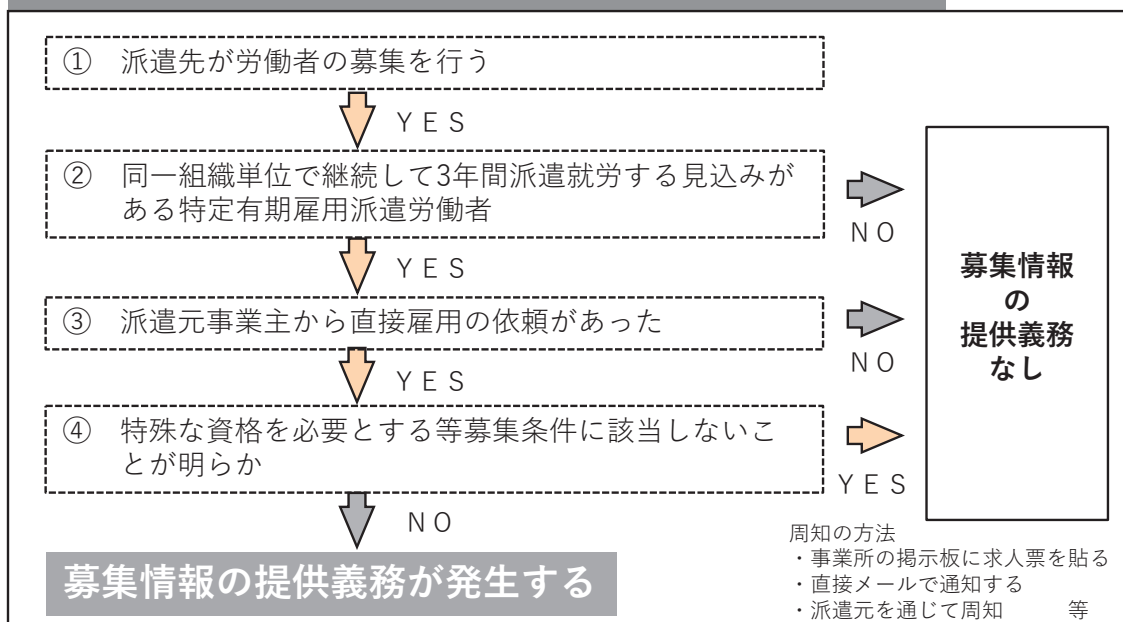 ① 派遣先が労働者の募集を行う
YES
② 同一組織単位で継続して3年間派遣就労する見込みが
ある特定有期雇用派遣労働者
NO
YES
③ 派遣元事業主から直接雇用の依頼があった
NO
YES
④ 特殊な資格を必要とする等募集条件に該当しないこ
とが明らか
YES
NO
募集情報
の
提供義務
なし
募集情報の提供義務が発生する
周知の方法
・事業所の掲示板に求人票を貼る
・直接メールで通知する
・派遣元を通じて周知 等